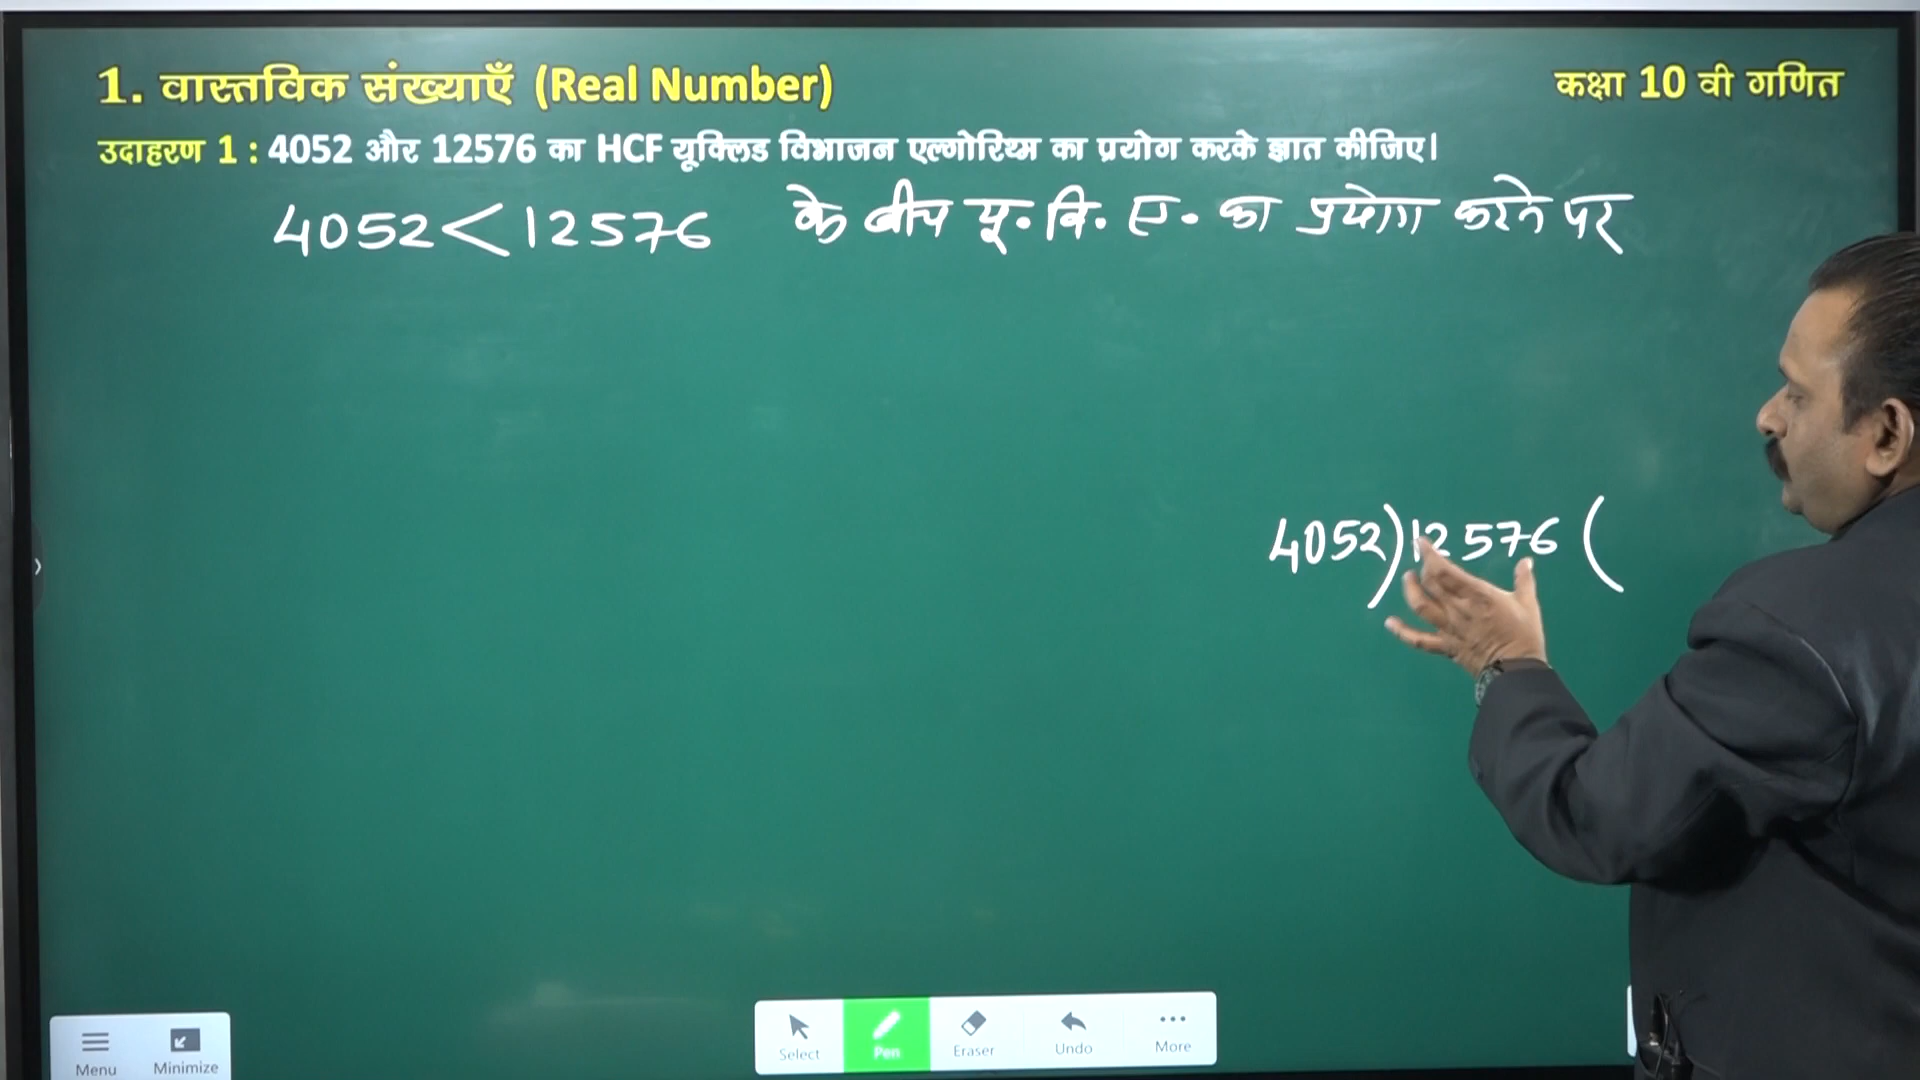 1. वास्तविक संख्याएँ (Real Number)
कक्षा 10 वी गणित
उदाहरण 1 : 4052 और 12576 का HCF यूक्लिड विभाजन एल्गोरिथ्म का प्रयोग करके ज्ञात कीजिए।
4052 < 12576 के बीच यू. वि. ए. का प्रयोग करने पर
4052)12576(
Menu
Minimize
Select
Pen
Eraser
Undo
More